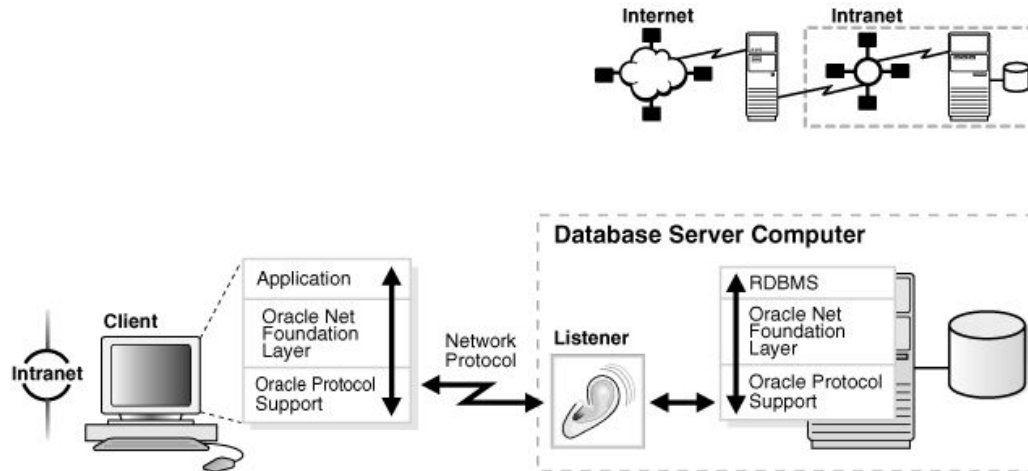 Internet
Intranet
Database Server Computer
Application
Oracle Net
Foundation
Layer
Oracle Protocol
Support
Client
Intranet
Network
Protocol
Listener
RDBMS
Oracle Net
Foundation
Layer
Oracle Protocol
Support